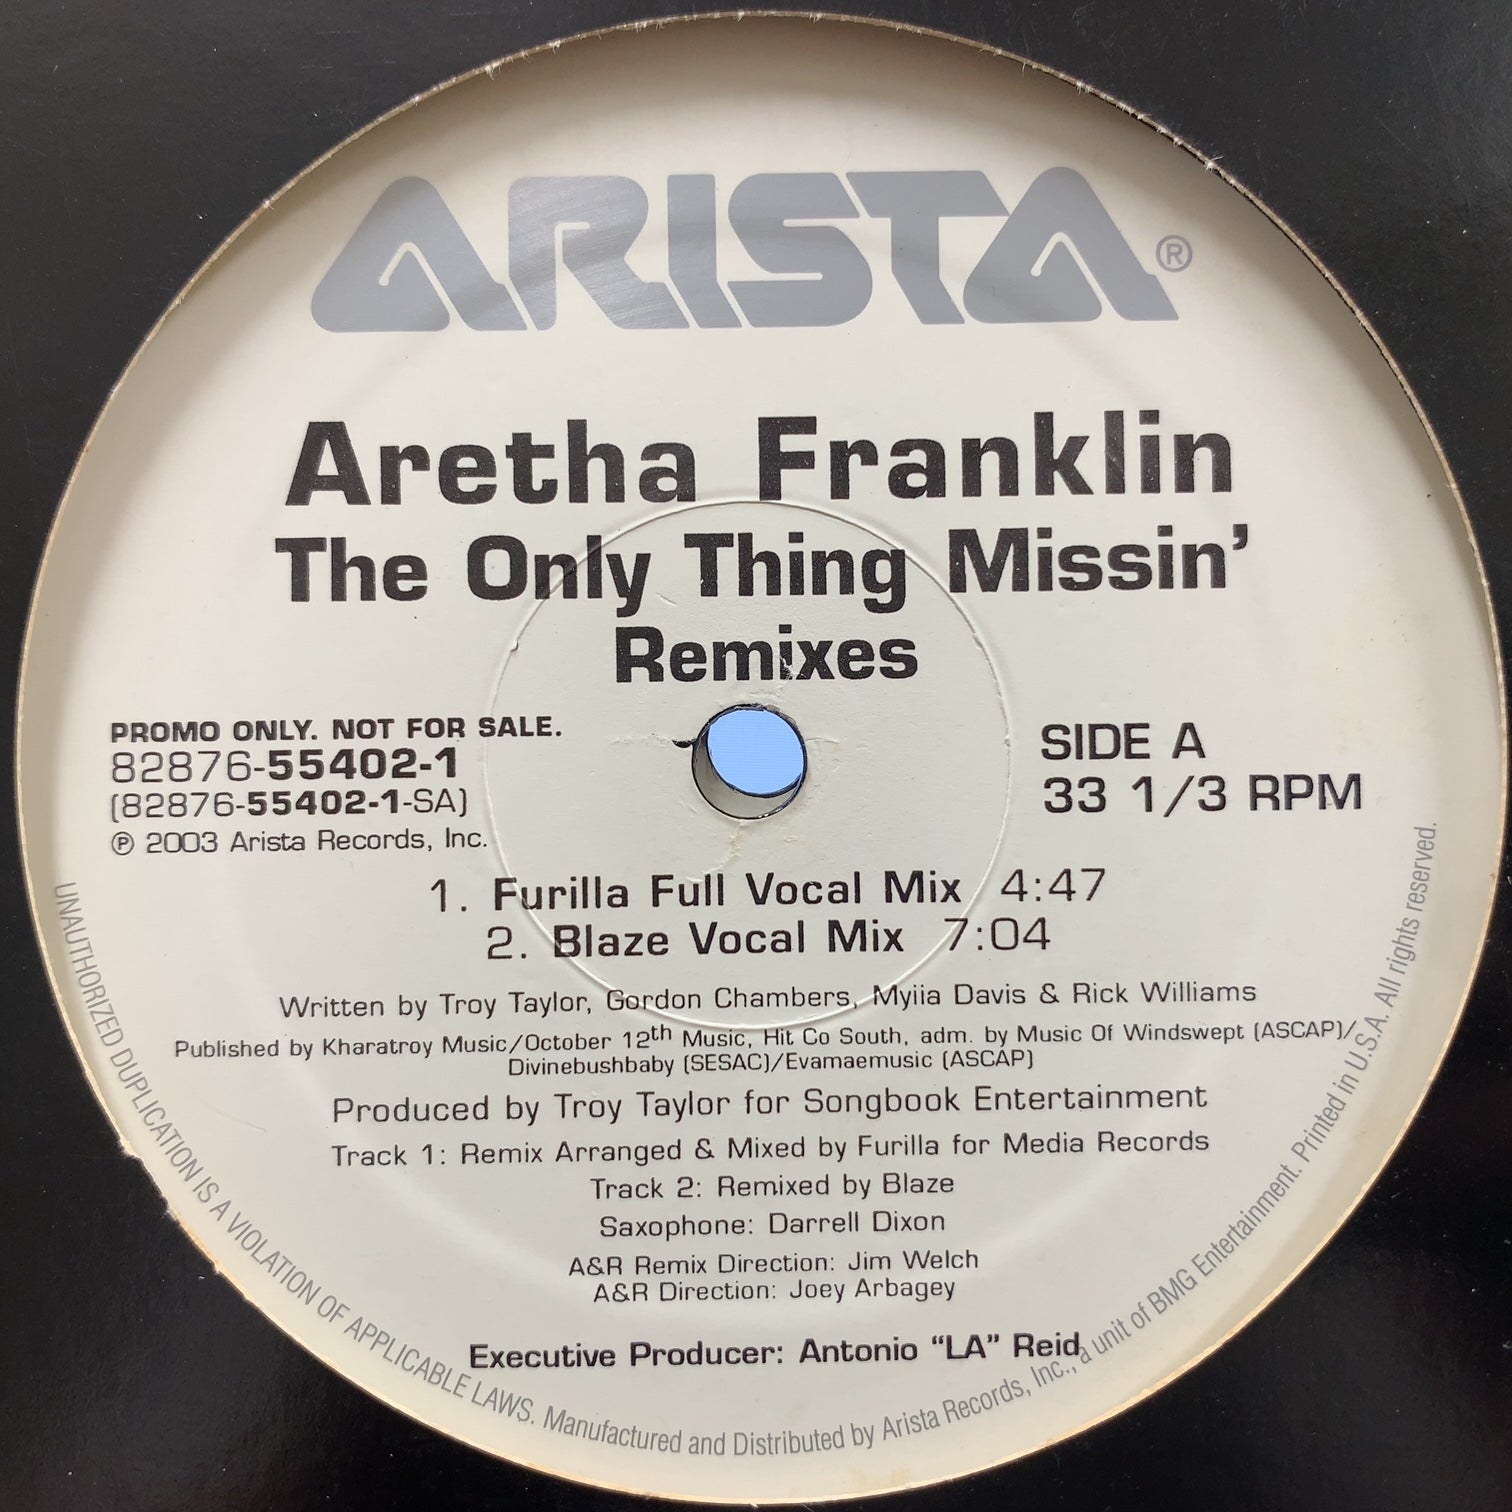 ARISTA®
Aretha Franklin
The Only Thing Missin'
Remixes
PROMO ONLY. NOT FOR SALE.
82876-55402-1
(82876-55402-1-SA)
℗ 2003 Arista Records, Inc.
SIDE A
33 1/3 RPM
1. Furilla Full Vocal Mix 4:47
2. Blaze Vocal Mix 7:04
Written by Troy Taylor, Gordon Chambers, Myiia Davis & Rick Williams
Published by Kharatroy Music/October 12th Music, Hit Co South, adm. by Music Of Windswept (ASCAP)/
Divinebushbaby (SESAC)/Evamaemusic (ASCAP)
Produced by Troy Taylor for Songbook Entertainment
Track 1: Remix Arranged & Mixed by Furilla for Media Records
Track 2: Remixed by Blaze
Saxophone: Darrell Dixon
A&R Remix Direction: Jim Welch
A&R Direction: Joey Arbagey
Executive Producer: Antonio “LA” Reid
UNAUTHORIZED DUPLICATION IS A VIOLATION OF APPLICABLE LAWS. Manufactured and Distributed by Arista Records, Inc., a unit of BMG Entertainment. Printed in U.S.A. All rights reserved.